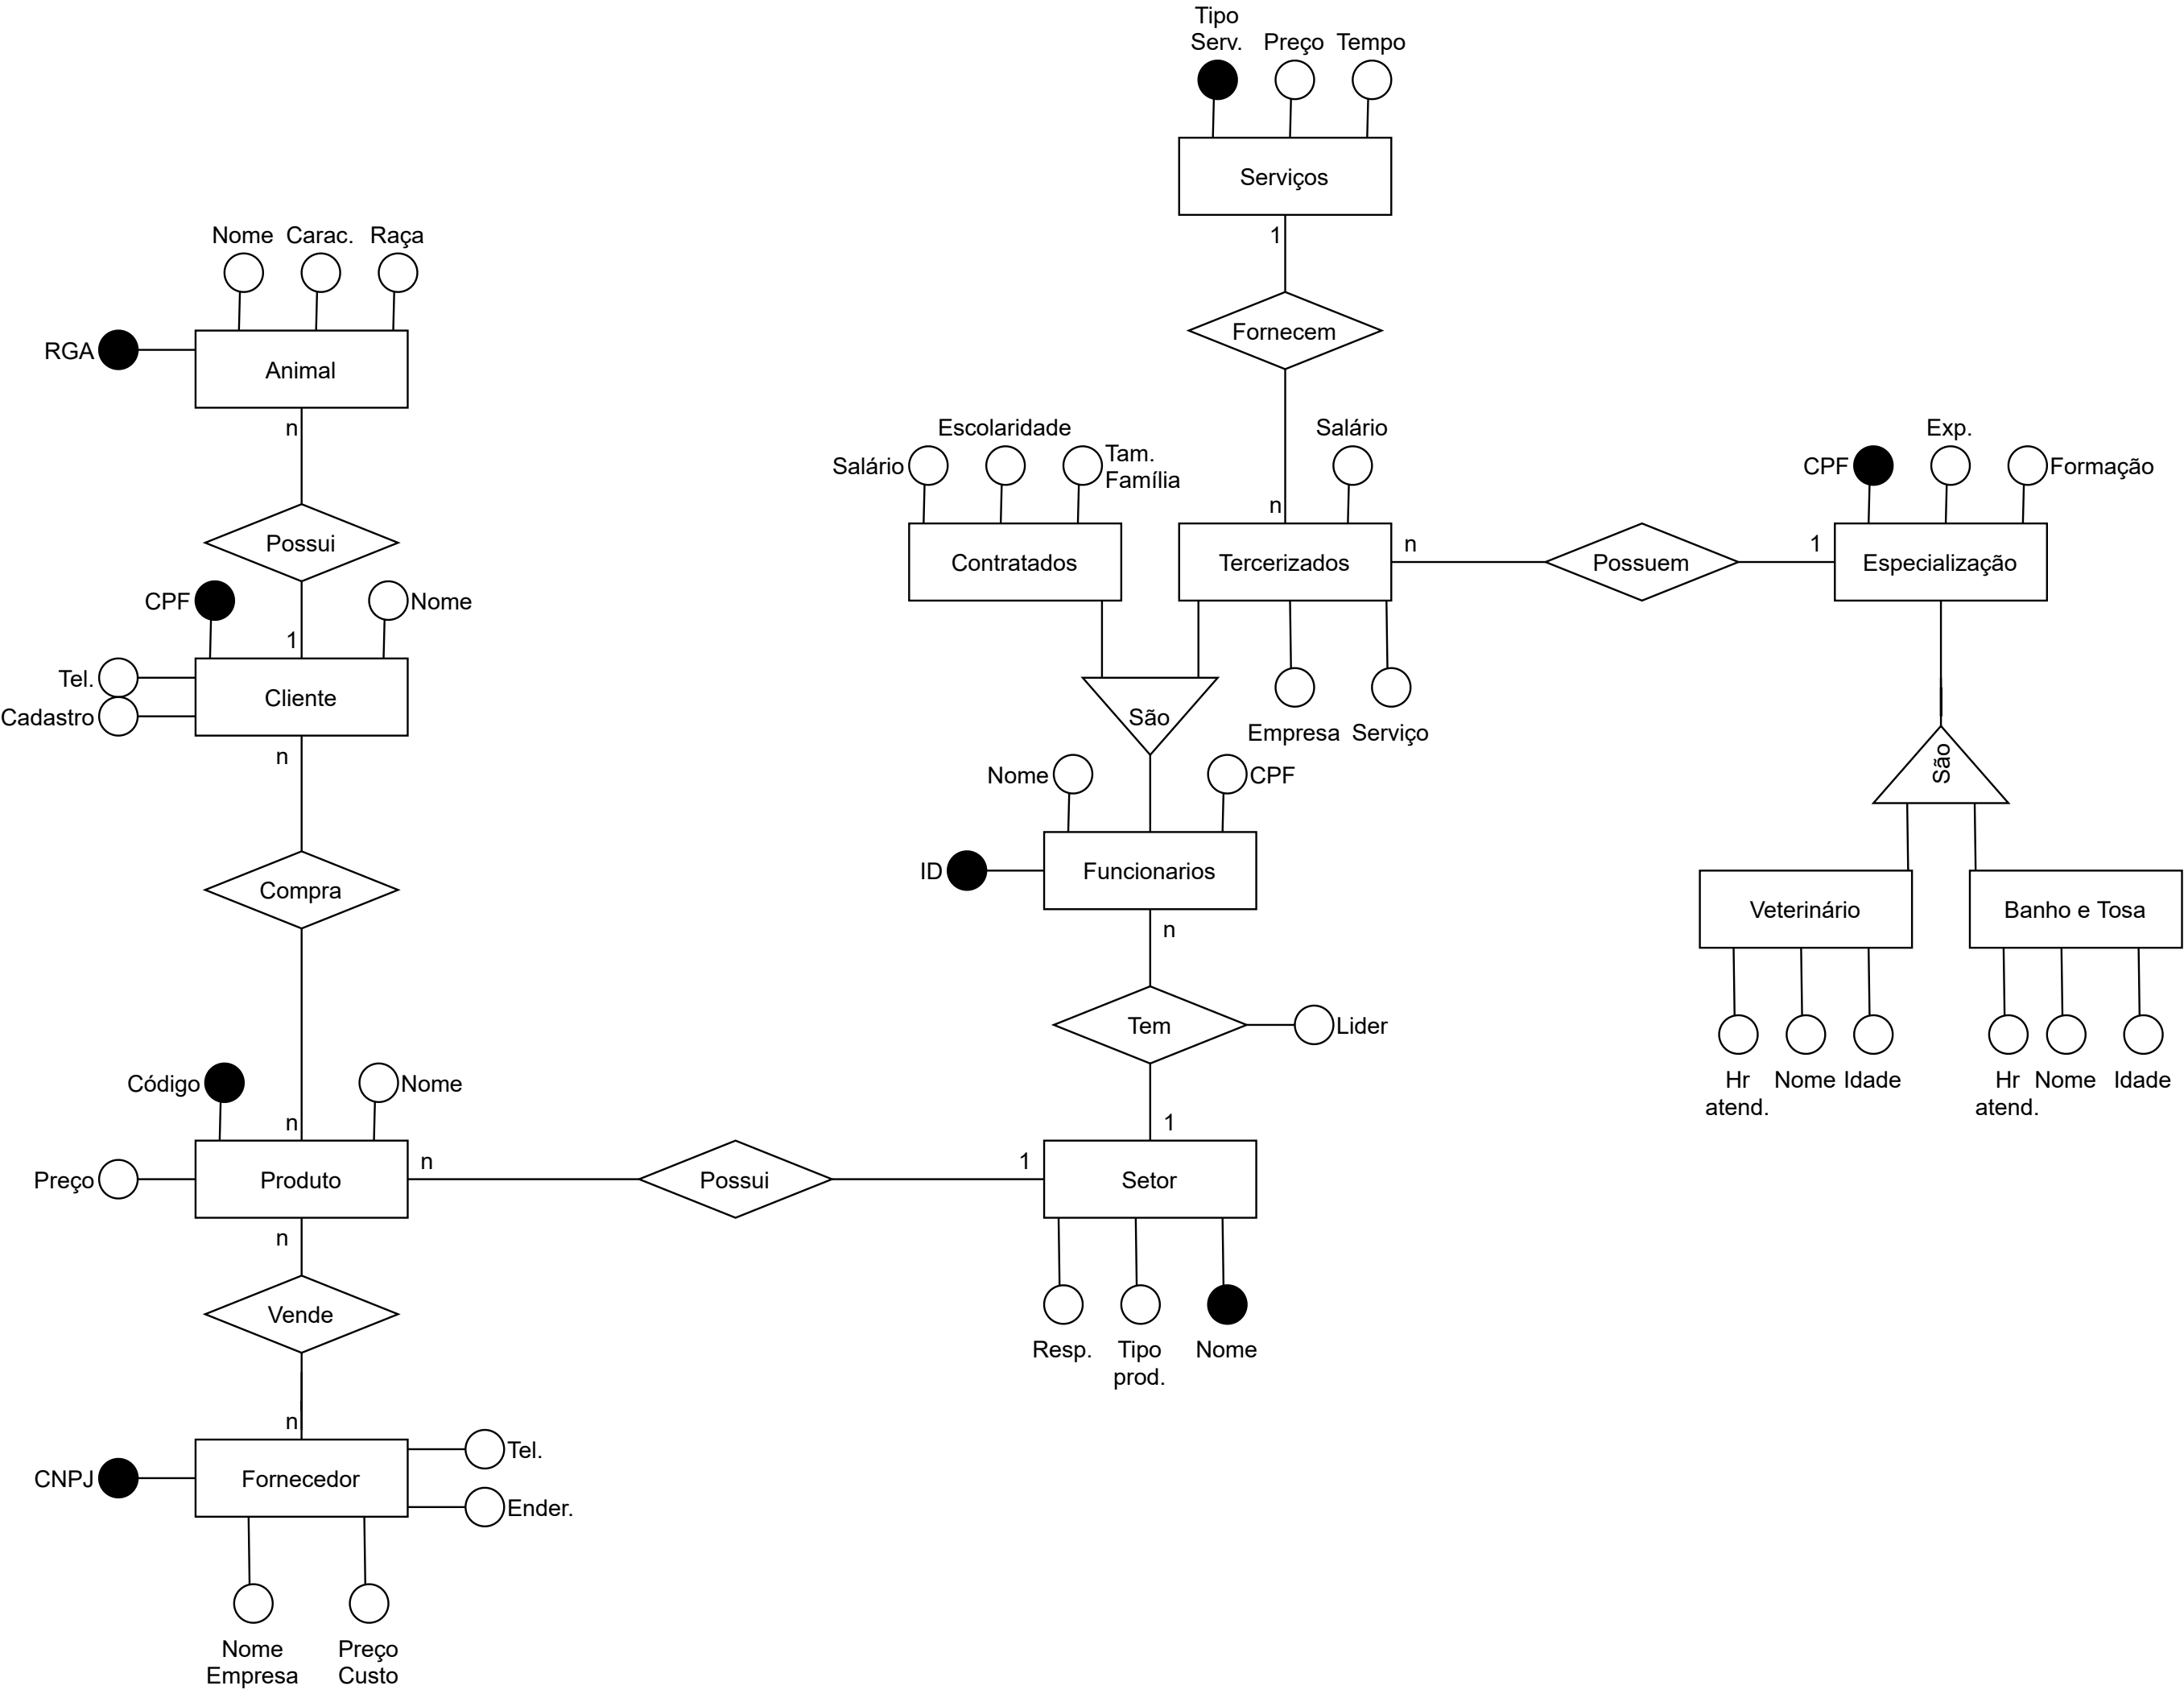 Tipo
Serv.
Preço
Tempo
Serviços
1
Fornecem
n
Nome
Carac.
Raça
RGA
Animal
n
Possui
CPF
Nome
1
Tel.
Cadastro
Cliente
n
Compra
Código
Nome
n
Preço
Produto
n
Possui
1
n
Vende
n
CNPJ
Fornecedor
Tel.
Ender.
Nome
Empresa
Preço
Custo
Escolaridade
Salário
Tam.
Família
Contratados
Salário
Tercerizados
n
Possuem
1
Empresa
Serviço
São
Nome
CPF
ID
Funcionarios
n
Tem
Lider
1
Setor
Resp.
Tipo
prod.
Nome
CPF
Exp.
Formação
Especialização
São
Veterinário
Banho e Tosa
Hr
atend.
Nome
Idade
Hr
atend.
Nome
Idade